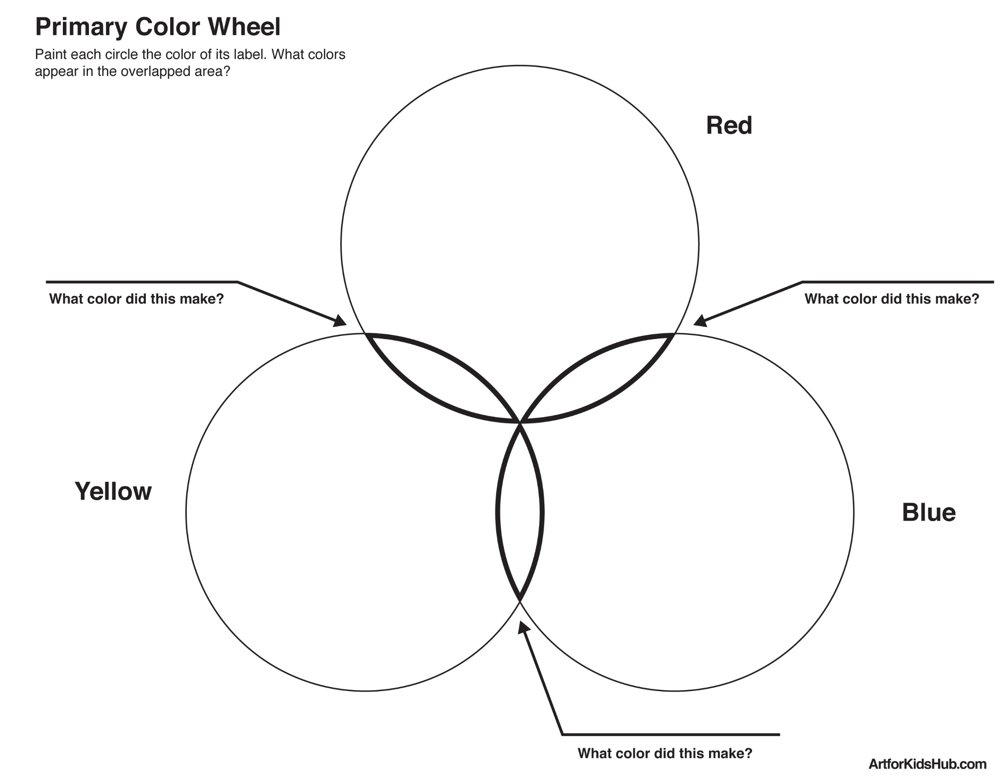 Primary Color Wheel
Paint each circle the color of its label. What colors
appear in the overlapped area?
Red
What color did this make?
What color did this make?
Yellow
Blue
What color did this make?
ArtforKidsHub.com